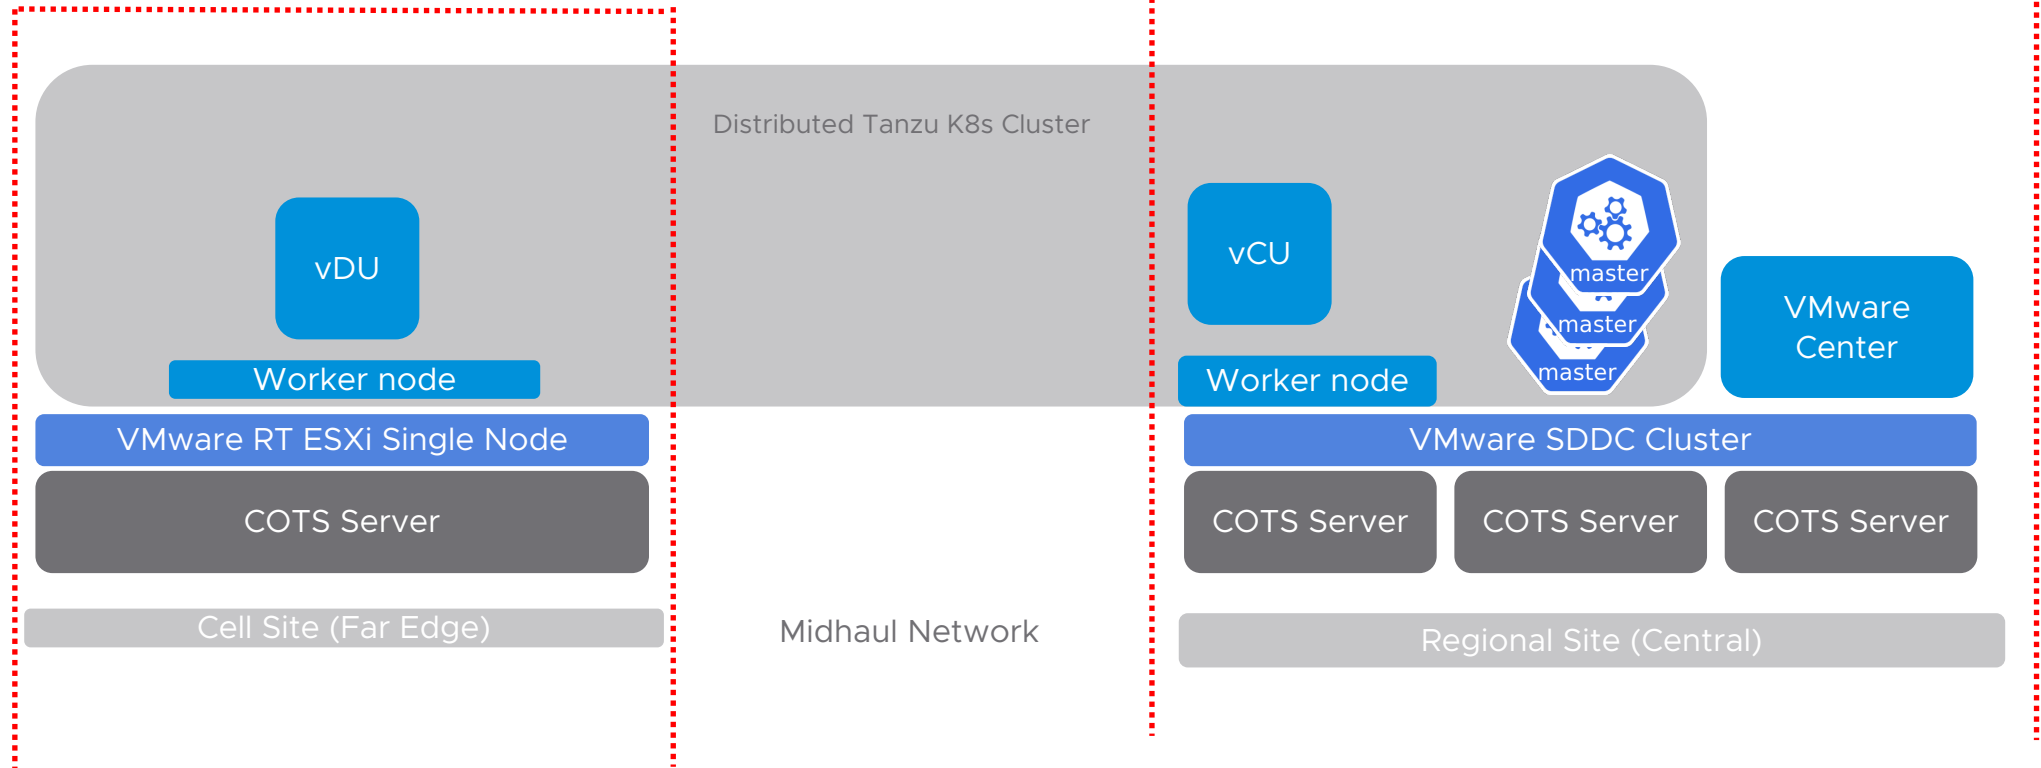 Distributed Tanzu K8s Cluster
vDU
Worker node
VMware RT ESXi Single Node
COTS Server
Cell Site (Far Edge)
Midhaul Network
vCU
Worker node
master
master
master
VMware
Center
VMware SDDC Cluster
COTS Server
COTS Server
COTS Server
Regional Site (Central)